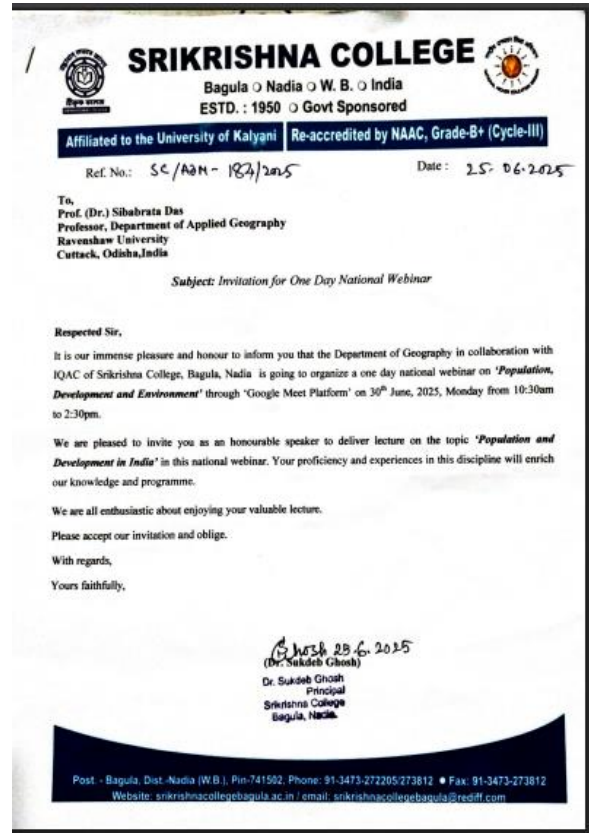 SRIKRISHNA COLLEGE
Bagula o Nadia o W. B. o India
ESTD. : 1950 o Govt Sponsored
Affiliated to the University of Kalyani Re-accredited by NAAC, Grade-B+ (Cycle-III)
Ref. No.: SC/ADM-184/2025 Date : 25.06.2025
To,
Prof. (Dr.) Sibabrata Das
Professor, Department of Applied Geography
Ravenshaw University
Cuttack, Odisha,India
Subject: Invitation for One Day National Webinar
Respected Sir,
It is our immense pleasure and honour to inform you that the Department of Geography in collaboration with
IQAC of Srikrishna College, Bagula, Nadia is going to organize a one day national webinar on 'Population,
Development and Environment' through 'Google Meet Platform' on 30th June, 2025, Monday from 10:30am
to 2:30pm.
We are pleased to invite you as an honourable speaker to deliver lecture on the topic 'Population and
Development in India' in this national webinar. Your proficiency and experiences in this discipline will enrich
our knowledge and programme.
We are all enthusiastic about enjoying your valuable lecture.
Please accept our invitation and oblige.
With regards,
Yours faithfully,
Ghosh 25.6.2025
(Dr. Sukdeb Ghosh)
Dr. Sukdeb Ghosh
Principal
Srikrishna College
Bagula, Nadia.
Post. - Bagula, Dist.-Nadia (W.B.), Pin-741502, Phone: 91-3473-272205/273812 ● Fax: 91-3473-273812
Website: srikrishnacollegebagula.ac.in / email: srikrishnacollegebagula@rediff.com